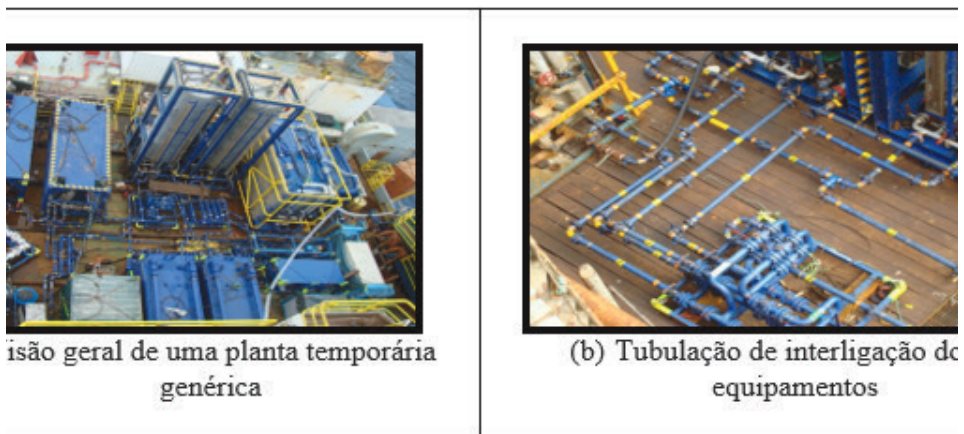 isão geral de uma planta temporária
genérica
(b) Tubulação de interligação do
equipamentos